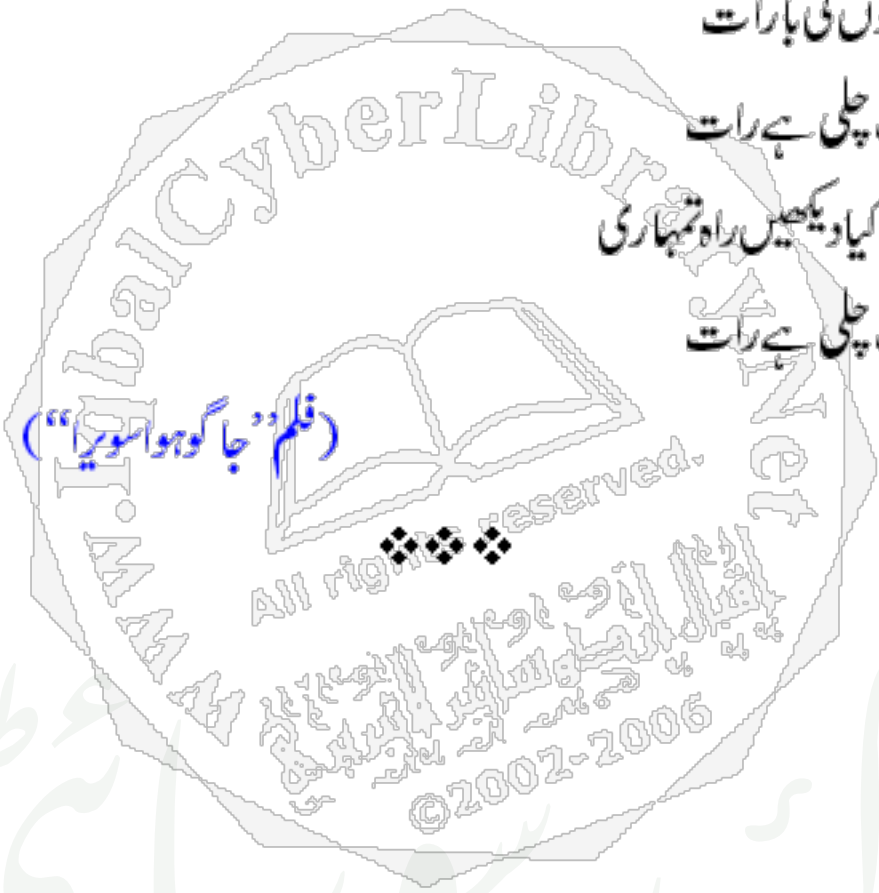 کی بارات
چلی ہے رات
کیا دیکھیں راہ تمہاری
چلی ہے رات
(فلم ’’جاگو ہوا سویرا‘‘)
www.IqbalCyberLibrary.Net
All rights reserved.
©2002-2006